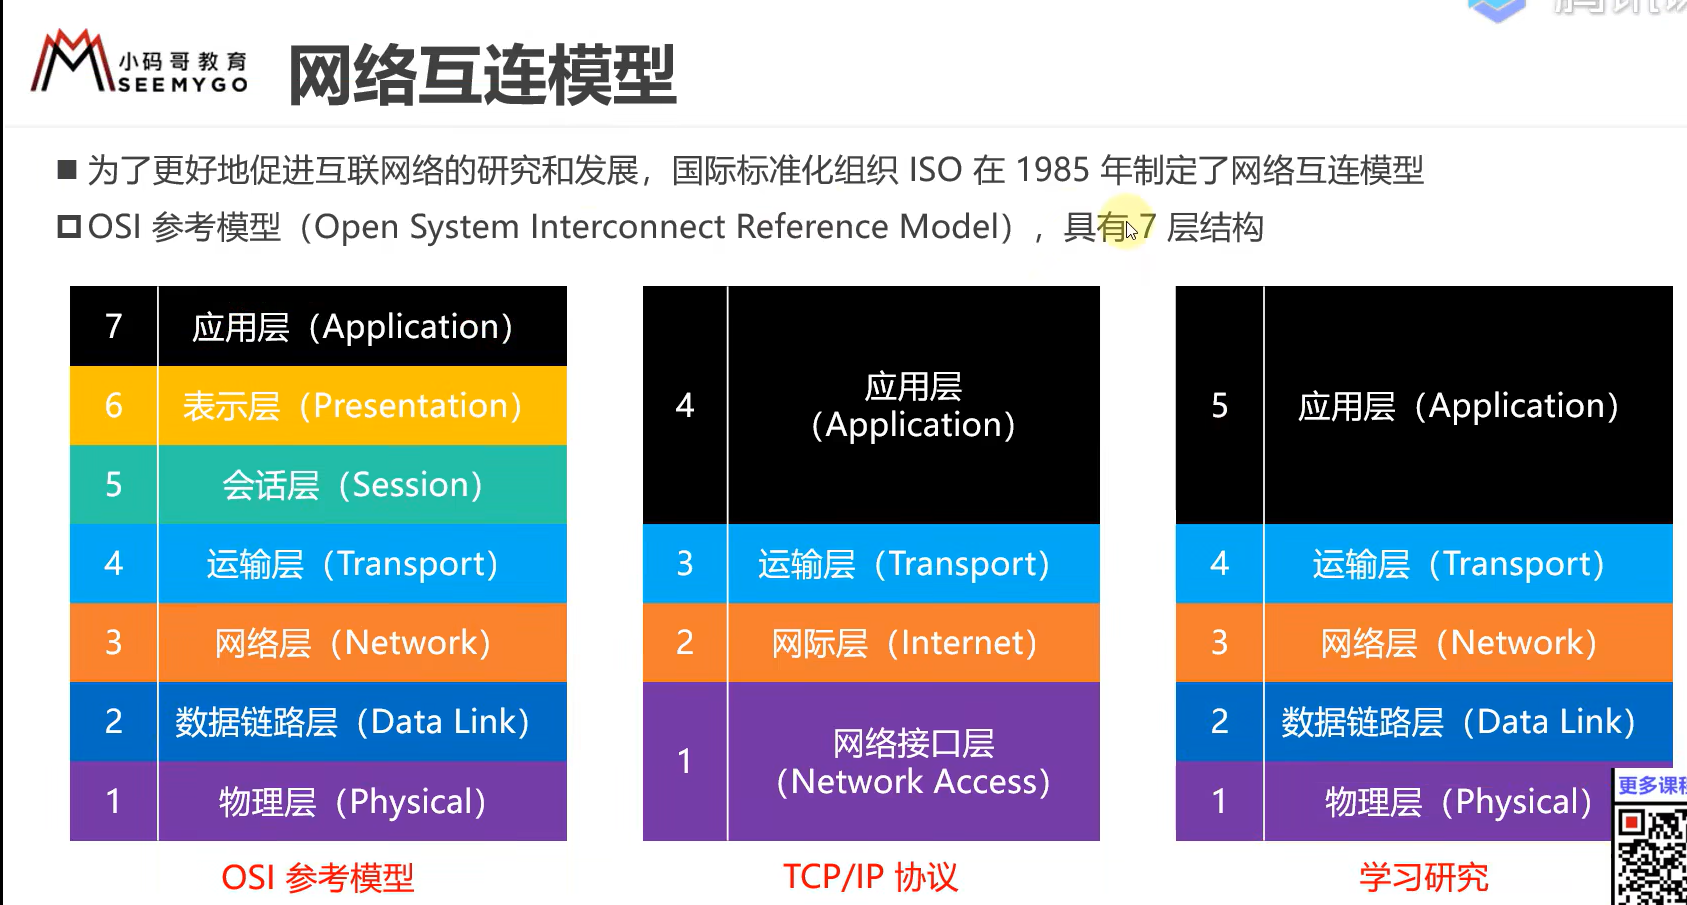 小码哥教育
SEEMYGO
网络互连模型
为了更好地促进互联网络的研究和发展，国际标准化组织 ISO 在 1985 年制定了网络互连模型
OSI 参考模型（Open System Interconnect Reference Model），具有 7 层结构
7 应用层（Application）
6 表示层（Presentation）
5 会话层（Session）
4 运输层（Transport）
3 网络层（Network）
2 数据链路层（Data Link）
1 物理层（Physical）
OSI 参考模型
4 应用层
（Application）
3 运输层（Transport）
2 网际层（Internet）
1 网络接口层
（Network Access）
TCP/IP 协议
5 应用层（Application）
4 运输层（Transport）
3 网络层（Network）
2 数据链路层（Data Link）
1 物理层（Physical）
学习研究
更多课